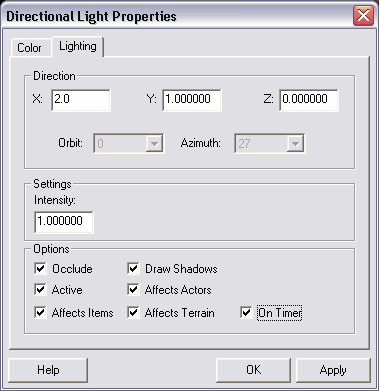 Directional Light Properties
Color Lighting
Direction
X: 2.0 Y: 1.000000 Z: 0.000000
Orbit: 0 Azimuth: 27
Settings
Intensity:
1.000000
Options
Occlude Draw Shadows
Active Affects Actors
Affects Items Affects Terrain On Timer
Help OK Apply